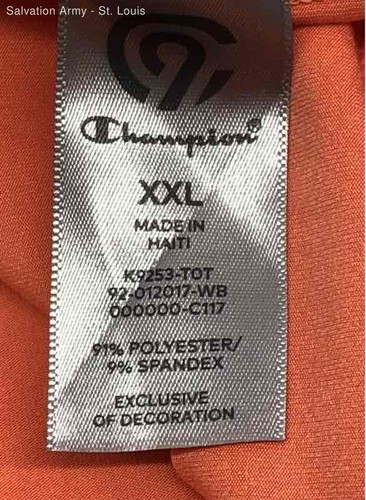 Salvation Army - St. Louis
Champion®
XXL
MADE IN
HAITI
K9253-TOT
92-012017-WB
000000-C117
91% POLYESTER/
9% SPANDEX
EXCLUSIVE
OF DECORATION